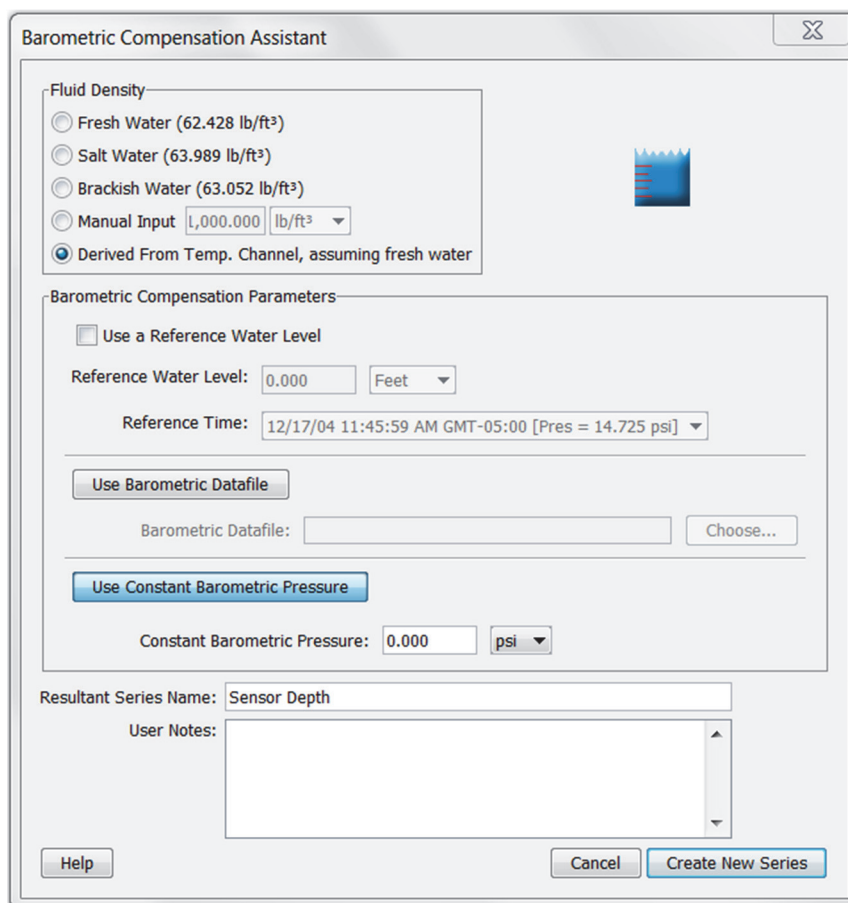 Barometric Compensation Assistant
Fluid Density
Fresh Water (62.428 lb/ft³)
Salt Water (63.989 lb/ft³)
Brackish Water (63.052 lb/ft³)
Manual Input 1,000.000 lb/ft³
Derived From Temp. Channel, assuming fresh water
Barometric Compensation Parameters
Use a Reference Water Level
Reference Water Level: 0.000 Feet
Reference Time: 12/17/04 11:45:59 AM GMT-05:00 [Pres = 14.725 psi]
Use Barometric Datafile
Barometric Datafile: Choose...
Use Constant Barometric Pressure
Constant Barometric Pressure: 0.000 psi
Resultant Series Name: Sensor Depth
User Notes:
Help Cancel Create New Series